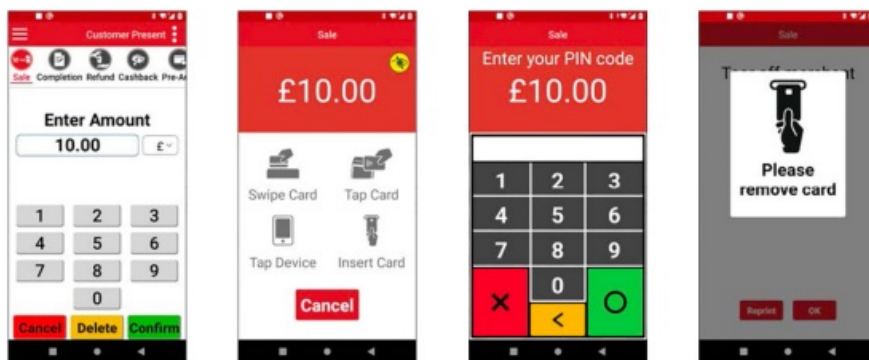 Customer Present
Sale Completion Refund Cashback Pre-A
Enter Amount
10.00 £
1 2 3
4 5 6
7 8 9
0
Cancel Delete Confirm
Sale
£10.00
Swipe Card Tap Card
Tap Device Insert Card
Cancel
Sale
Enter your PIN code
£10.00
1 2 3
4 5 6
7 8 9
0
<
Sale
Please
remove card
Reprint OK